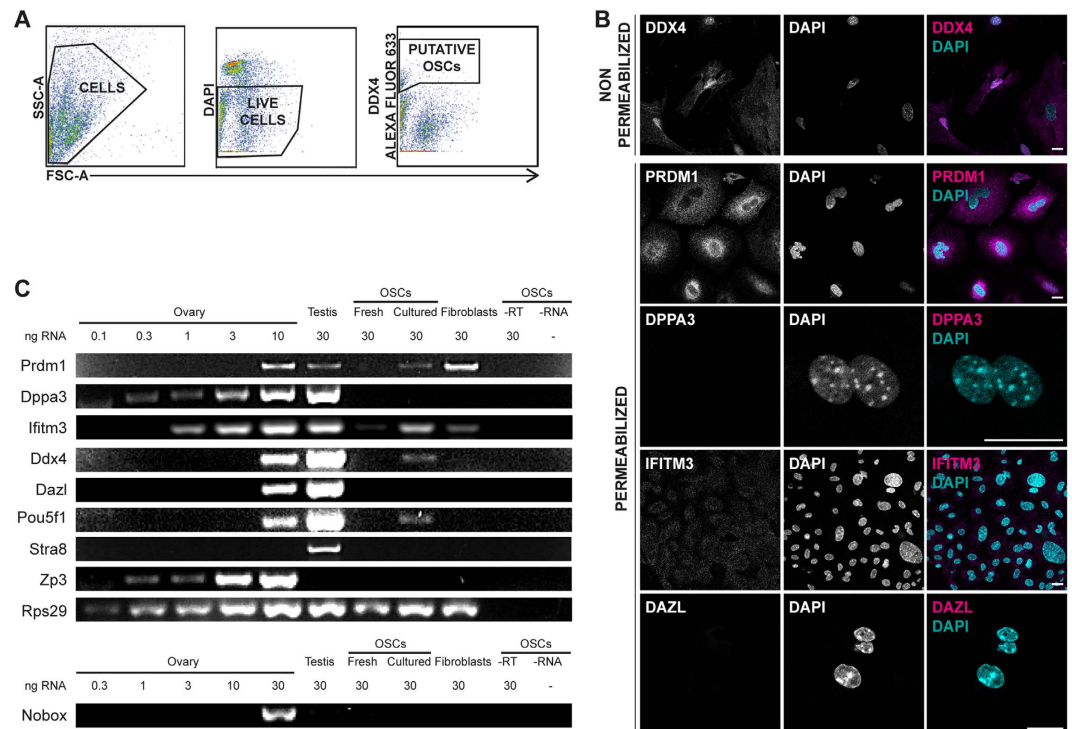 A
SSC-A
CELLS
FSC-A
DAPI
LIVE
CELLS
DDX4
ALEXA FLUOR 633
PUTATIVE
OSCs
B
NON
PERMEABILIZED
DDX4
DAPI
DDX4
DAPI
PERMEABILIZED
PRDM1
DAPI
PRDM1
DAPI
DPPA3
DAPI
DPPA3
DAPI
IFITM3
DAPI
IFITM3
DAPI
DAZL
DAPI
DAZL
DAPI
C
OSCs OSCs
Ovary Testis Fresh Cultured Fibroblasts -RT -RNA
ng RNA 0.1 0.3 1 3 10 30 30 30 30 30 -
Prdm1
Dppa3
Ifitm3
Ddx4
Dazl
Pou5f1
Stra8
Zp3
Rps29
OSCs OSCs
Ovary Testis Fresh Cultured Fibroblasts -RT -RNA
ng RNA 0.3 1 3 10 30 30 30 30 30 30 -
Nobox